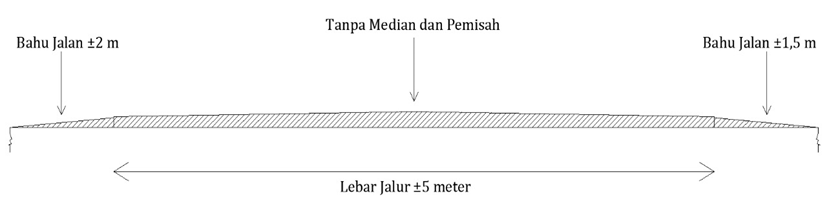 Tanpa Median dan Pemisah
Bahu Jalan ±2 m
Bahu Jalan ±1,5 m
Lebar Jalur ±5 meter